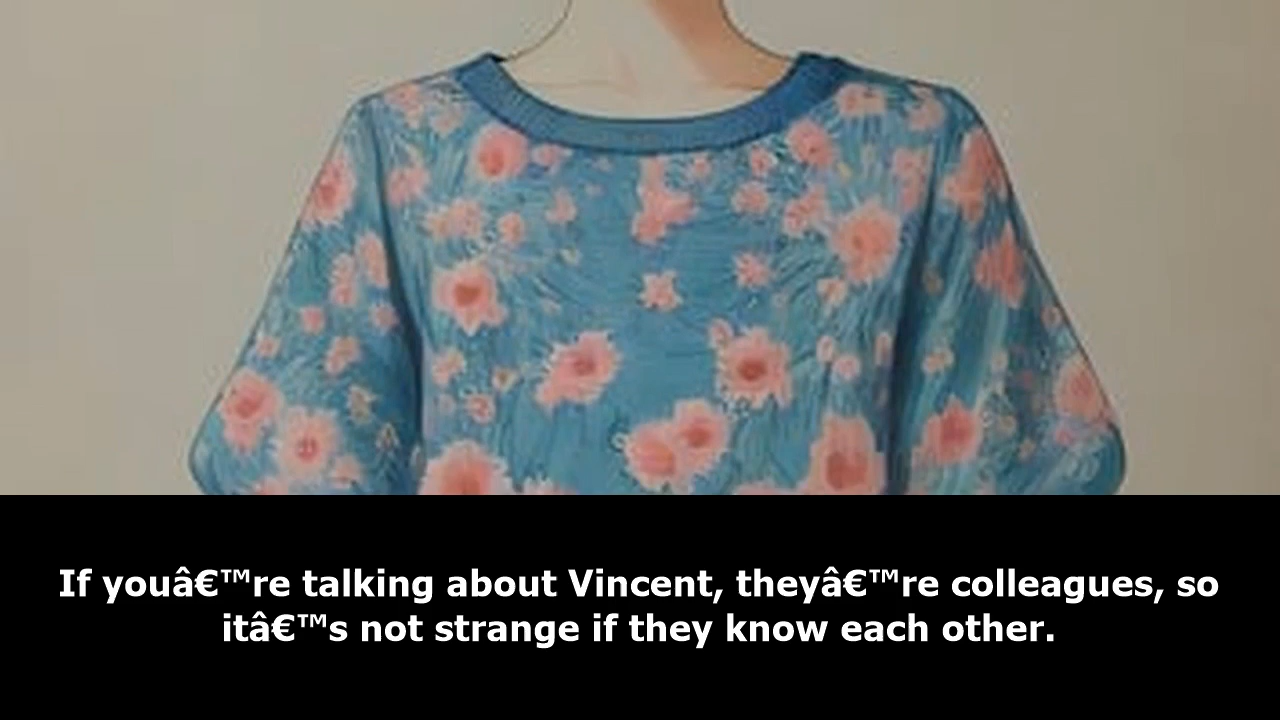 If youâ€™re talking about Vincent, theyâ€™re colleagues, so
itâ€™s not strange if they know each other.